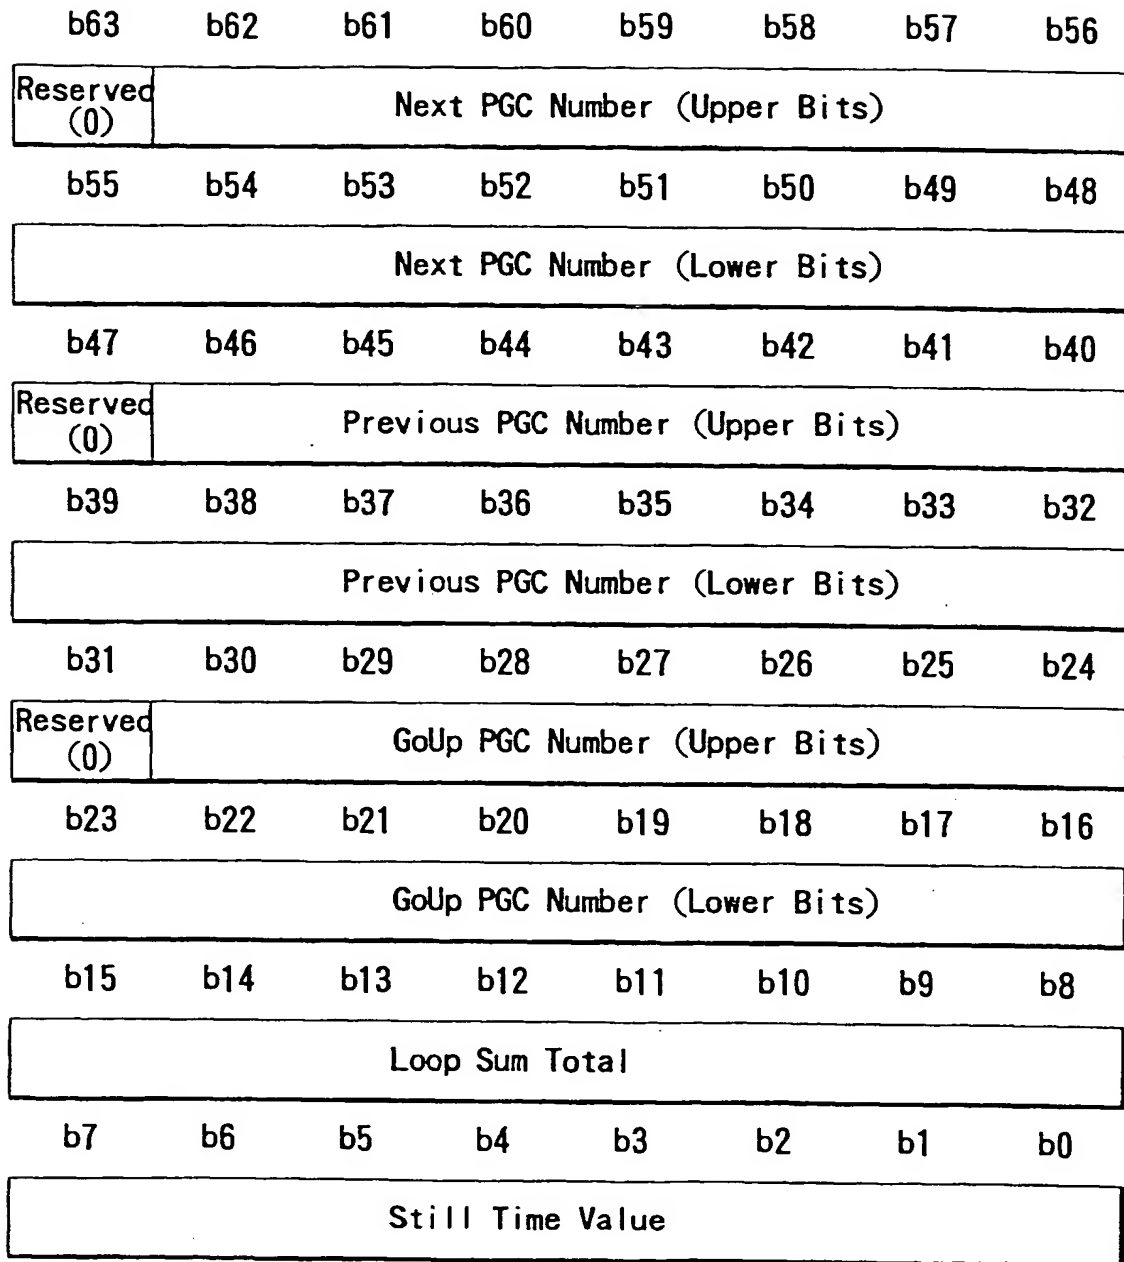 b63 b62 b61 b60 b59 b58 b57 b56
Reserved
(0)
Next PGC Number (Upper Bits)
b55 b54 b53 b52 b51 b50 b49 b48
Next PGC Number (Lower Bits)
b47 b46 b45 b44 b43 b42 b41 b40
Reserved
(0)
Previous PGC Number (Upper Bits)
b39 b38 b37 b36 b35 b34 b33 b32
Previous PGC Number (Lower Bits)
b31 b30 b29 b28 b27 b26 b25 b24
Reserved
(0)
GoUp PGC Number (Upper Bits)
b23 b22 b21 b20 b19 b18 b17 b16
GoUp PGC Number (Lower Bits)
b15 b14 b13 b12 b11 b10 b9 b8
Loop Sum Total
b7 b6 b5 b4 b3 b2 b1 b0
Still Time Value